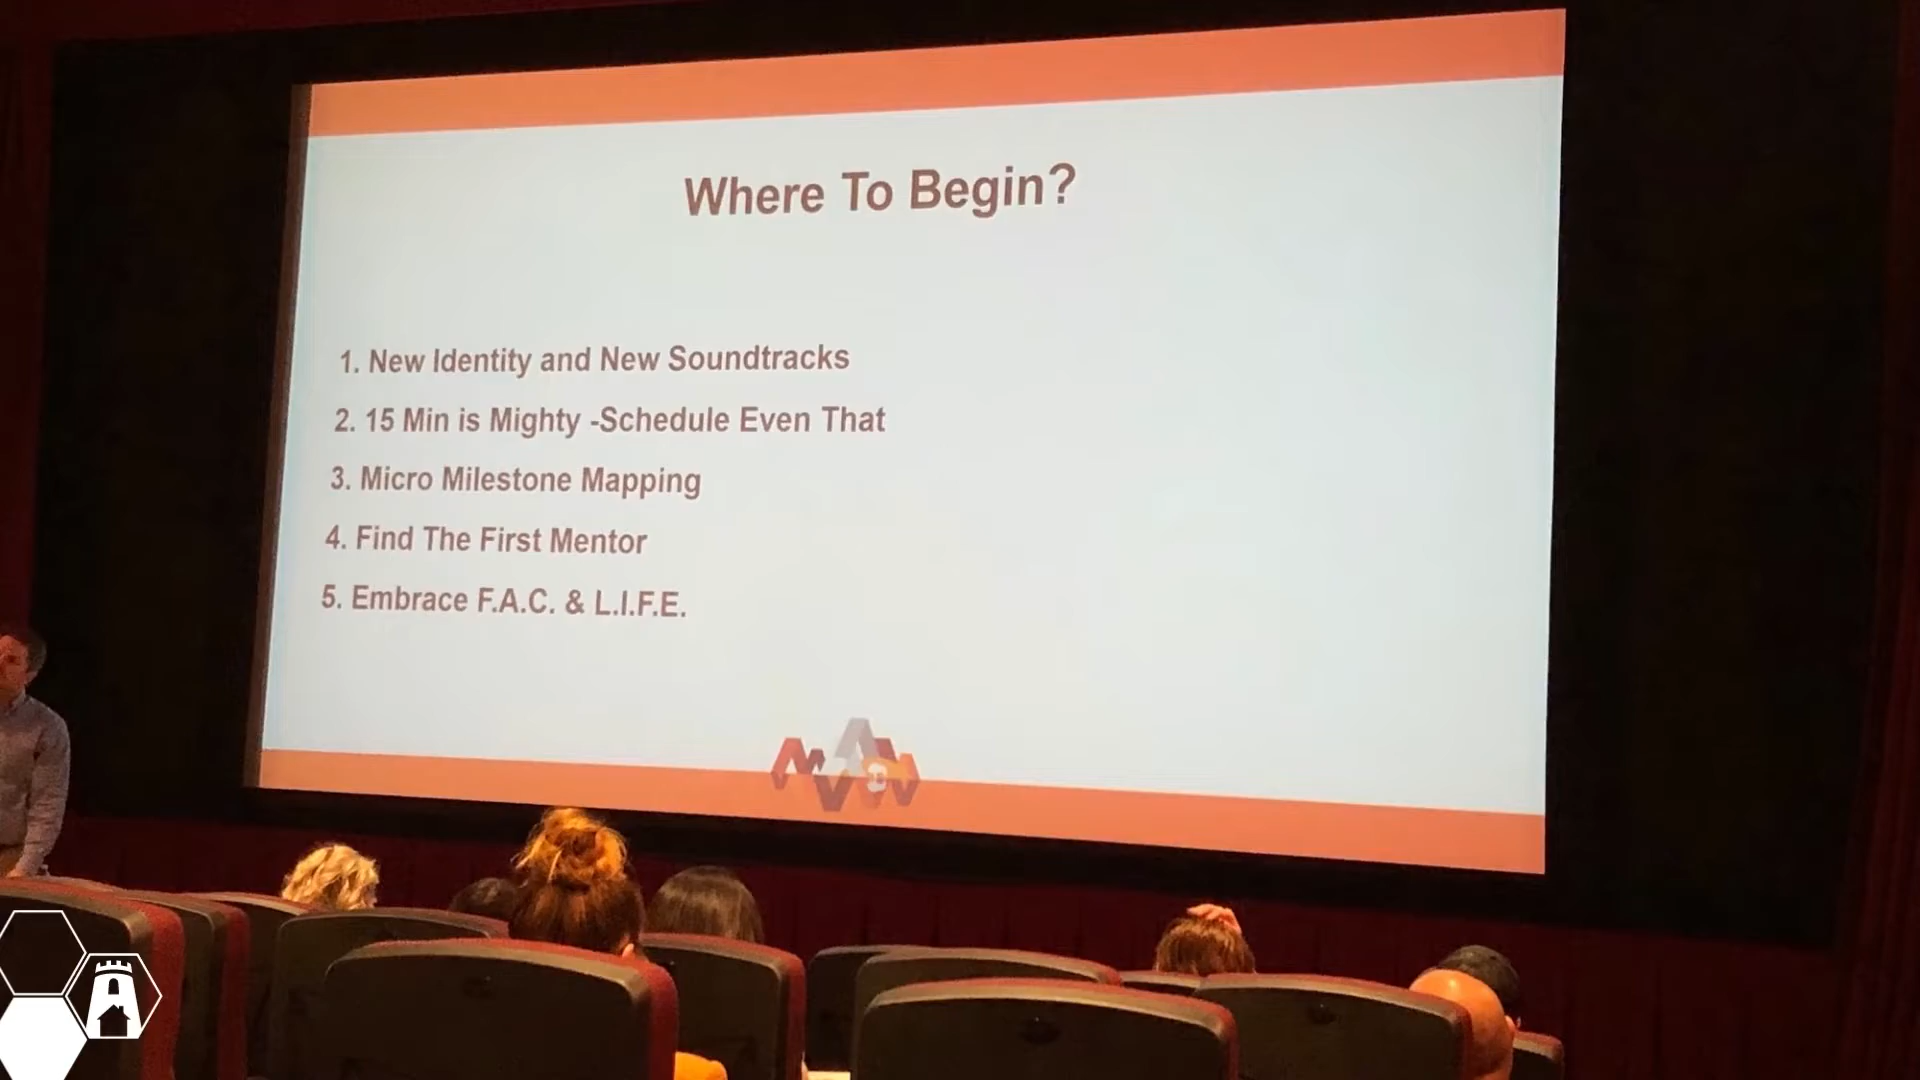 Where To Begin?
1. New Identity and New Soundtracks
2. 15 Min is Mighty -Schedule Even That
3. Micro Milestone Mapping
4. Find The First Mentor
5. Embrace F.A.C. & L.I.F.E.